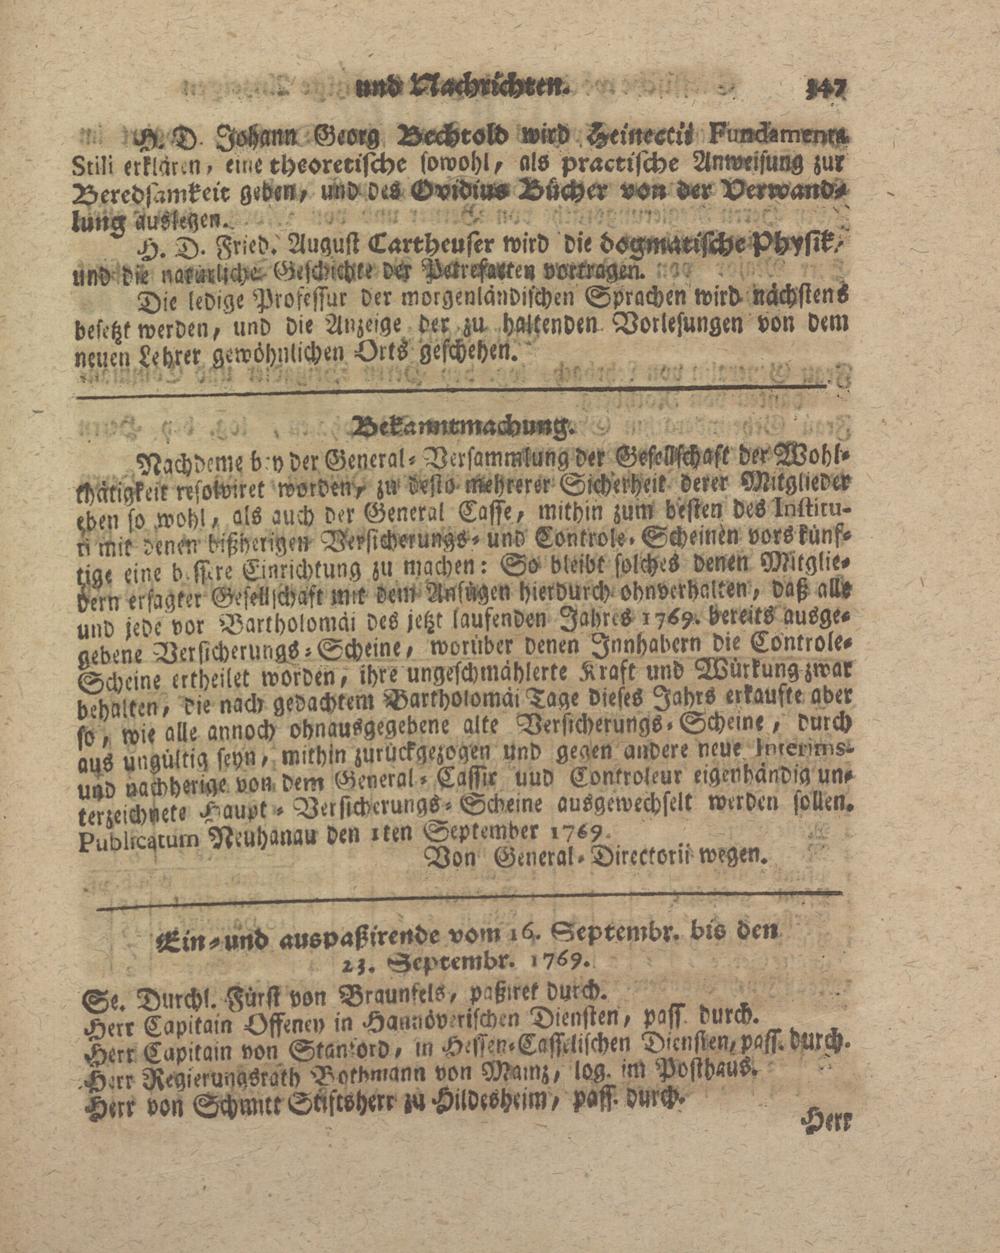 und Nachrichten. 347
H. D. Johann Georg Bechtold wird Heineccii Fundamenta
Stili erklären, eine theoretische sowohl, als practische Anweisung zur
Beredsamkeit geben, und des Ovidius Bücher von der Verwand-
lung auslegen.
H. D. Fried. August Cartheuser wird die dogmatische Physik,
und die natürliche Geschichte der Petrefakten vortragen.
Die ledige Professur der morgenländischen Sprachen wird nächstens
besetzt werden, und die Anzeige der zu haltenden Vorlesungen von dem
neuen Lehrer gewöhnlichen Orts geschehen.
Bekanntmachung.
Nachdeme bey der General-Versammlung der Gesellschaft der Wohl-
thätigkeit resolviret worden, zu desto mehrerer Sicherheit derer Mitglieder
eben so wohl, als auch der General Casse, mithin zum besten des Institu-
ti mit denen bißherigen Versicherungs- und Controle-Scheinen vors künf-
tige eine bessere Einrichtung zu machen: So bleibt solches denen Mitglie-
dern ersagter Gesellschaft mit dem Anfügen hierdurch ohnverhalten, daß alle
und jede vor Bartholomäi des jetzt laufenden Jahres 1769. bereits ausge-
gebene Versicherungs-Scheine, worüber denen Innhabern die Controle-
Scheine ertheilet worden, ihre ungeschmählerte Kraft und Würkung zwar
behalten, die nach gedachtem Bartholomäi Tage dieses Jahrs erkaufte aber
so, wie alle annoch ohnausgegebene alte Versicherungs-Scheine, durch
aus ungültig seyn, mithin zurückgezogen und gegen andere neue Interims-
und nachherige von dem General-Cassir uud Controleur eigenhändig un-
terzeichnete Haupt-Versicherungs-Scheine ausgewechselt werden sollen.
Publicatum Neuhanau den 1ten September 1769.
Von General-Directorii wegen.
Ein-und auspaßirende vom 16. Septembr. bis den
23. Septembr. 1769.
Se. Durchl. Fürst von Braunfels, paßiret durch.
Herr Capitain Offeney in Hannöverischen Diensten, pass. durch.
Herr Capitain von Stanford, in Hessen-Casselischen Diensten, pass. durch.
Herr Regierungsrath Bothmann von Mainz, log. im Posthaus.
Herr von Schmitt Stiftsherr zu Hildesheim, pass. durch.
Herr